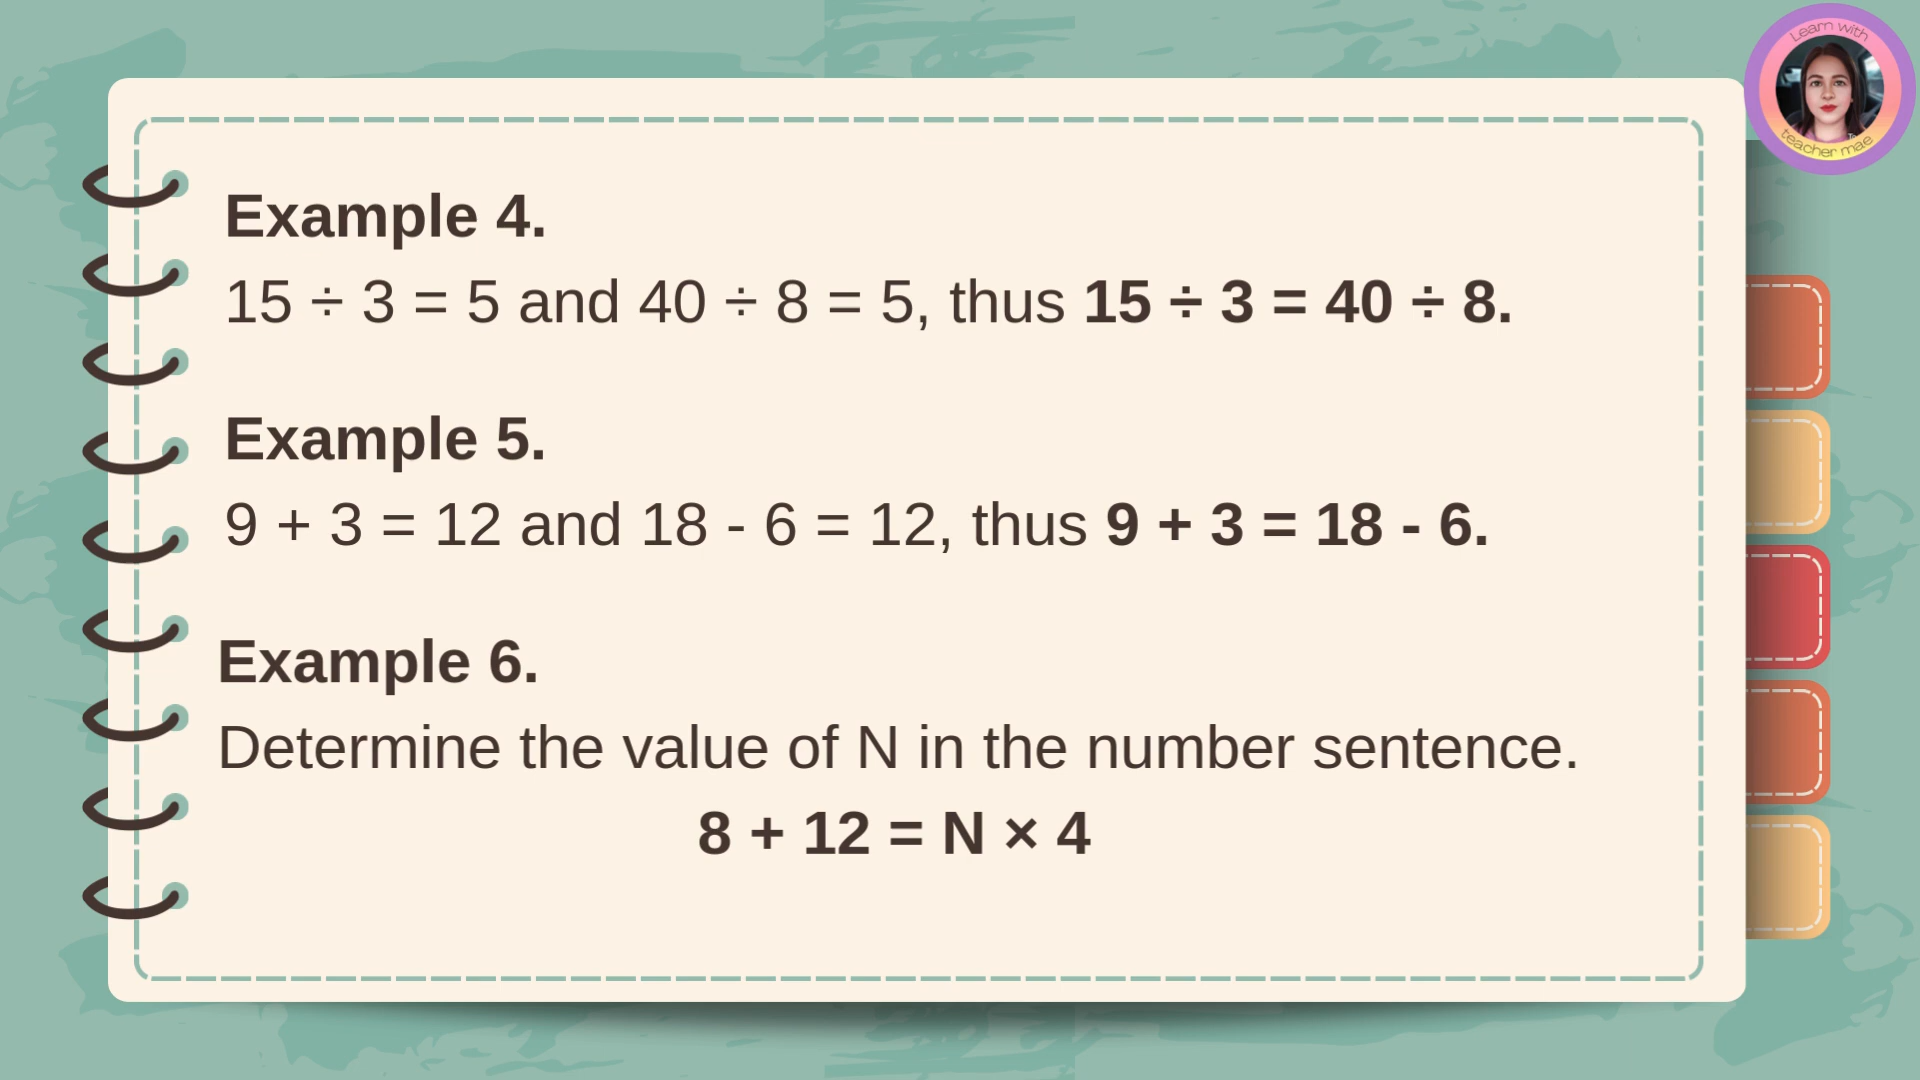 Learn with
teacher mae
Example 4.
15 ÷ 3 = 5 and 40 ÷ 8 = 5, thus 15 ÷ 3 = 40 ÷ 8.
Example 5.
9 + 3 = 12 and 18 - 6 = 12, thus 9 + 3 = 18 - 6.
Example 6.
Determine the value of N in the number sentence.
8 + 12 = N × 4